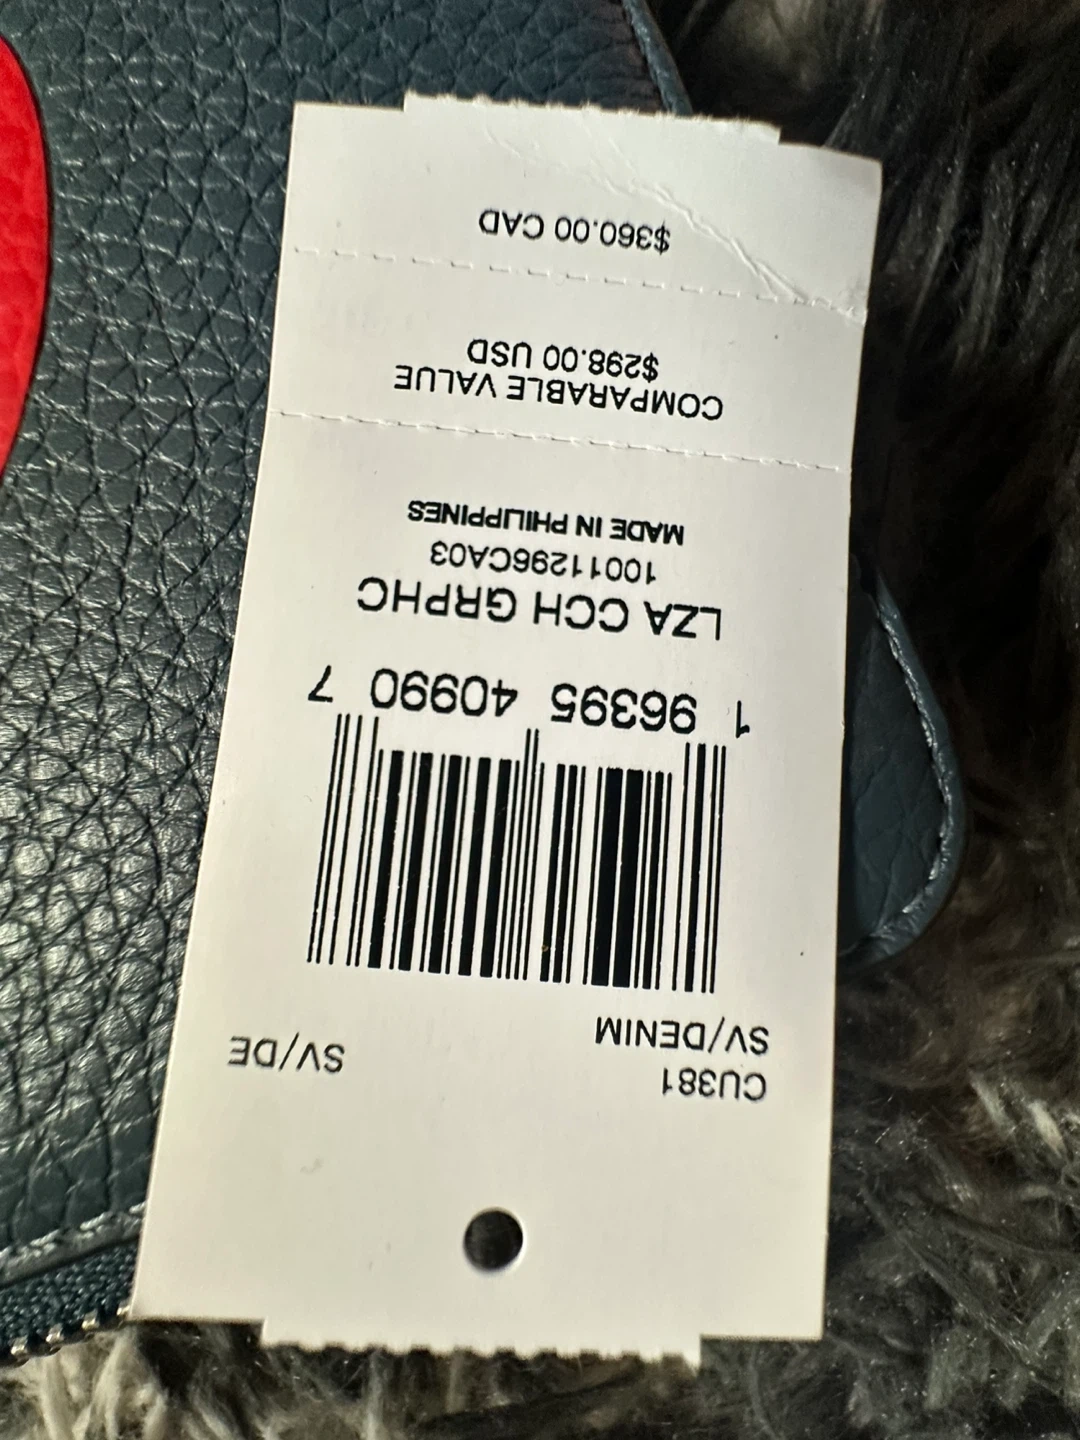 CU381
SV/DENIM SV/DE
1 96395 40990 7
LZA CCH GRPHC
10011296CA03
MADE IN PHILIPPINES
COMPARABLE VALUE
$298.00 USD
$360.00 CAD